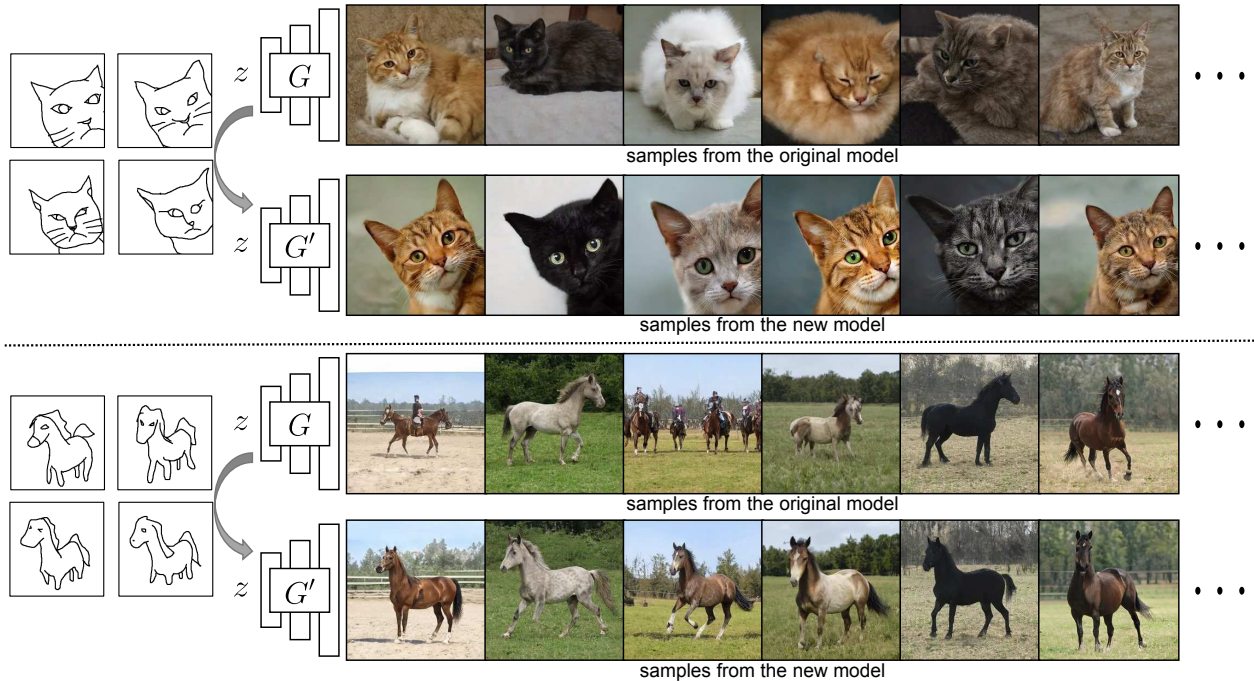 z
G
samples from the original model
z
G′
samples from the new model
z
G
samples from the original model
z
G′
samples from the new model